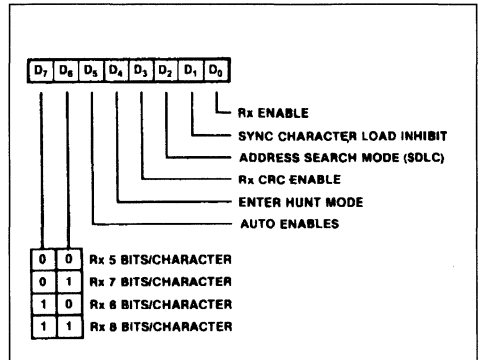 D7 D6 D5 D4 D3 D2 D1 D0
Rx ENABLE
SYNC CHARACTER LOAD INHIBIT
ADDRESS SEARCH MODE (SDLC)
Rx CRC ENABLE
ENTER HUNT MODE
AUTO ENABLES
0 0 Rx 5 BITS/CHARACTER
0 1 Rx 7 BITS/CHARACTER
1 0 Rx 6 BITS/CHARACTER
1 1 Rx 8 BITS/CHARACTER